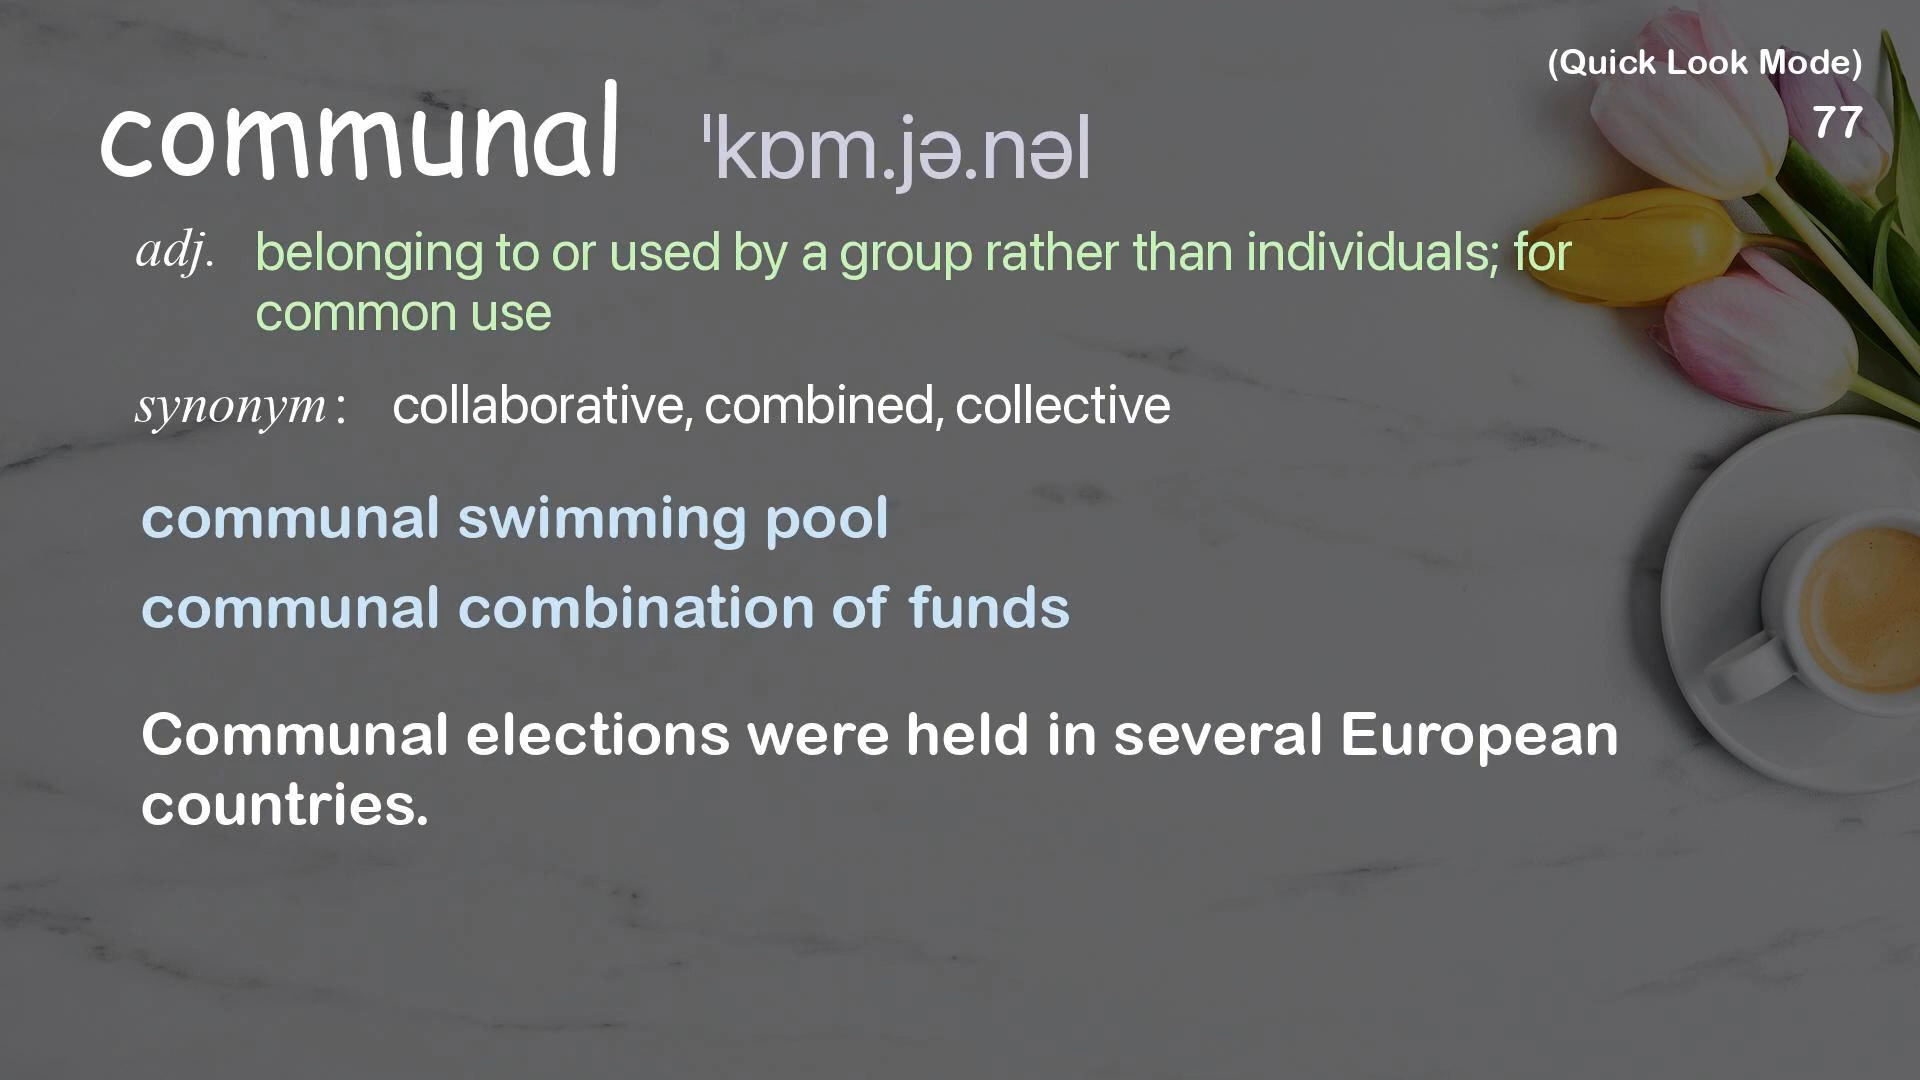 (Quick Look Mode)
77
communal ˈkɒm.jə.nəl
adj. belonging to or used by a group rather than individuals; for
common use
synonym : collaborative, combined, collective
communal swimming pool
communal combination of funds
Communal elections were held in several European
countries.